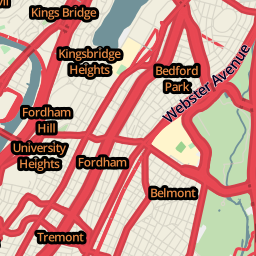 Kings Bridge
Kingsbridge
Heights
Bedford
Park
Webster Avenue
Fordham
Hill
University
Heights
Fordham
Belmont
Tremont